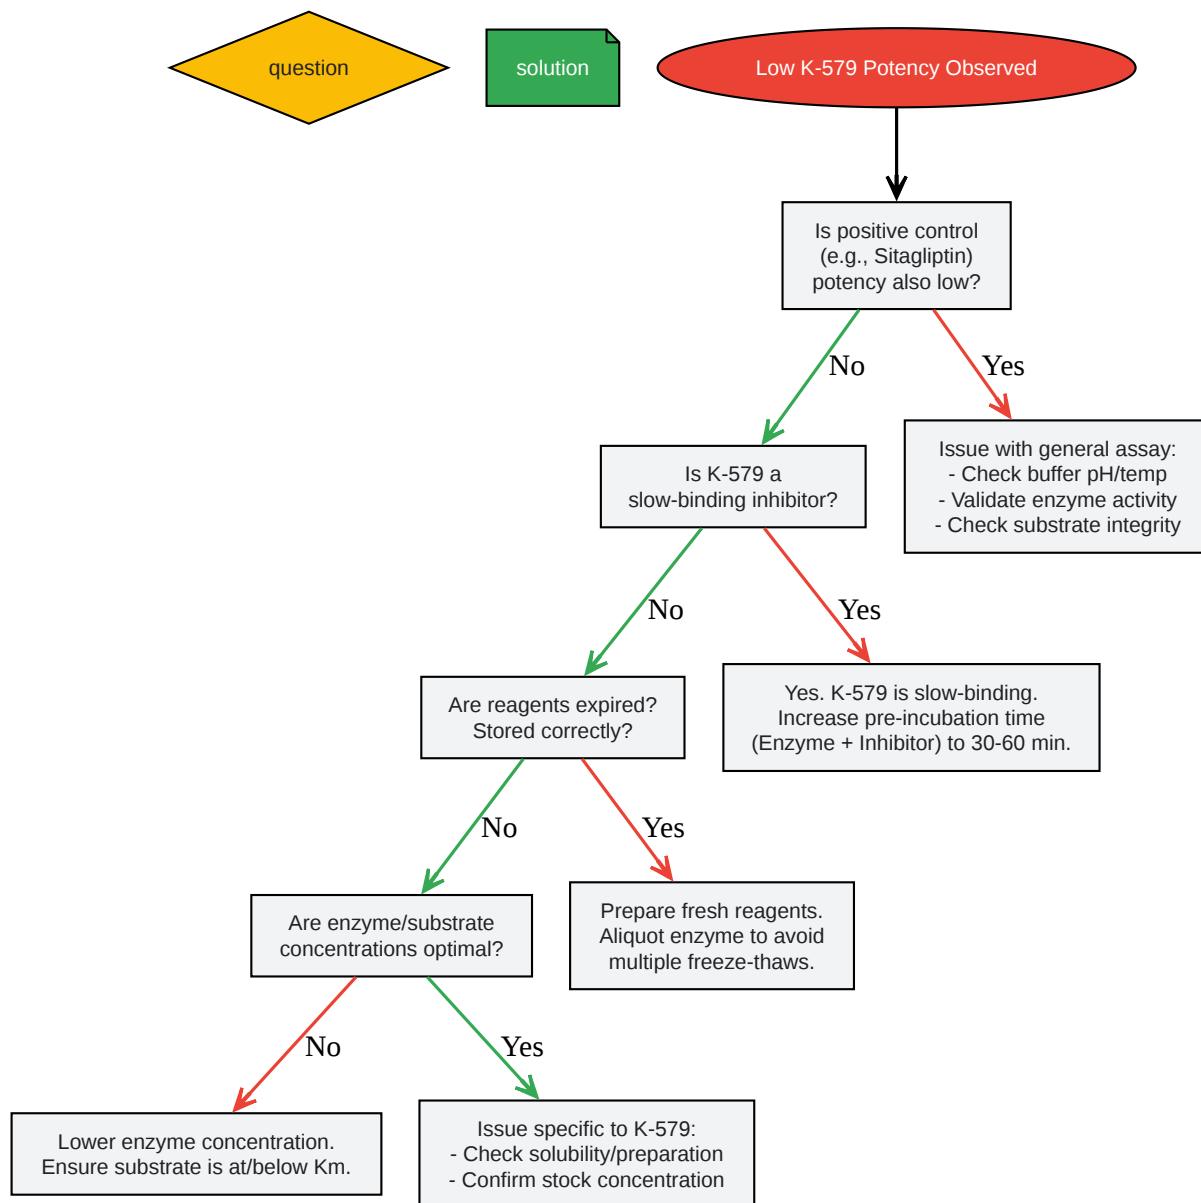 question
solution
Low K-579 Potency Observed
Is positive control
(e.g., Sitagliptin)
potency also low?
No
Yes
Issue with general assay:
- Check buffer pH/temp
- Validate enzyme activity
- Check substrate integrity
Is K-579 a
slow-binding inhibitor?
No
Yes
Yes. K-579 is slow-binding.
Increase pre-incubation time
(Enzyme + Inhibitor) to 30-60 min.
Are reagents expired?
Stored correctly?
No
Yes
Prepare fresh reagents.
Aliquot enzyme to avoid
multiple freeze-thaws.
Are enzyme/substrate
concentrations optimal?
No
Yes
Lower enzyme concentration.
Ensure substrate is at/below Km.
Issue specific to K-579:
- Check solubility/preparation
- Confirm stock concentration